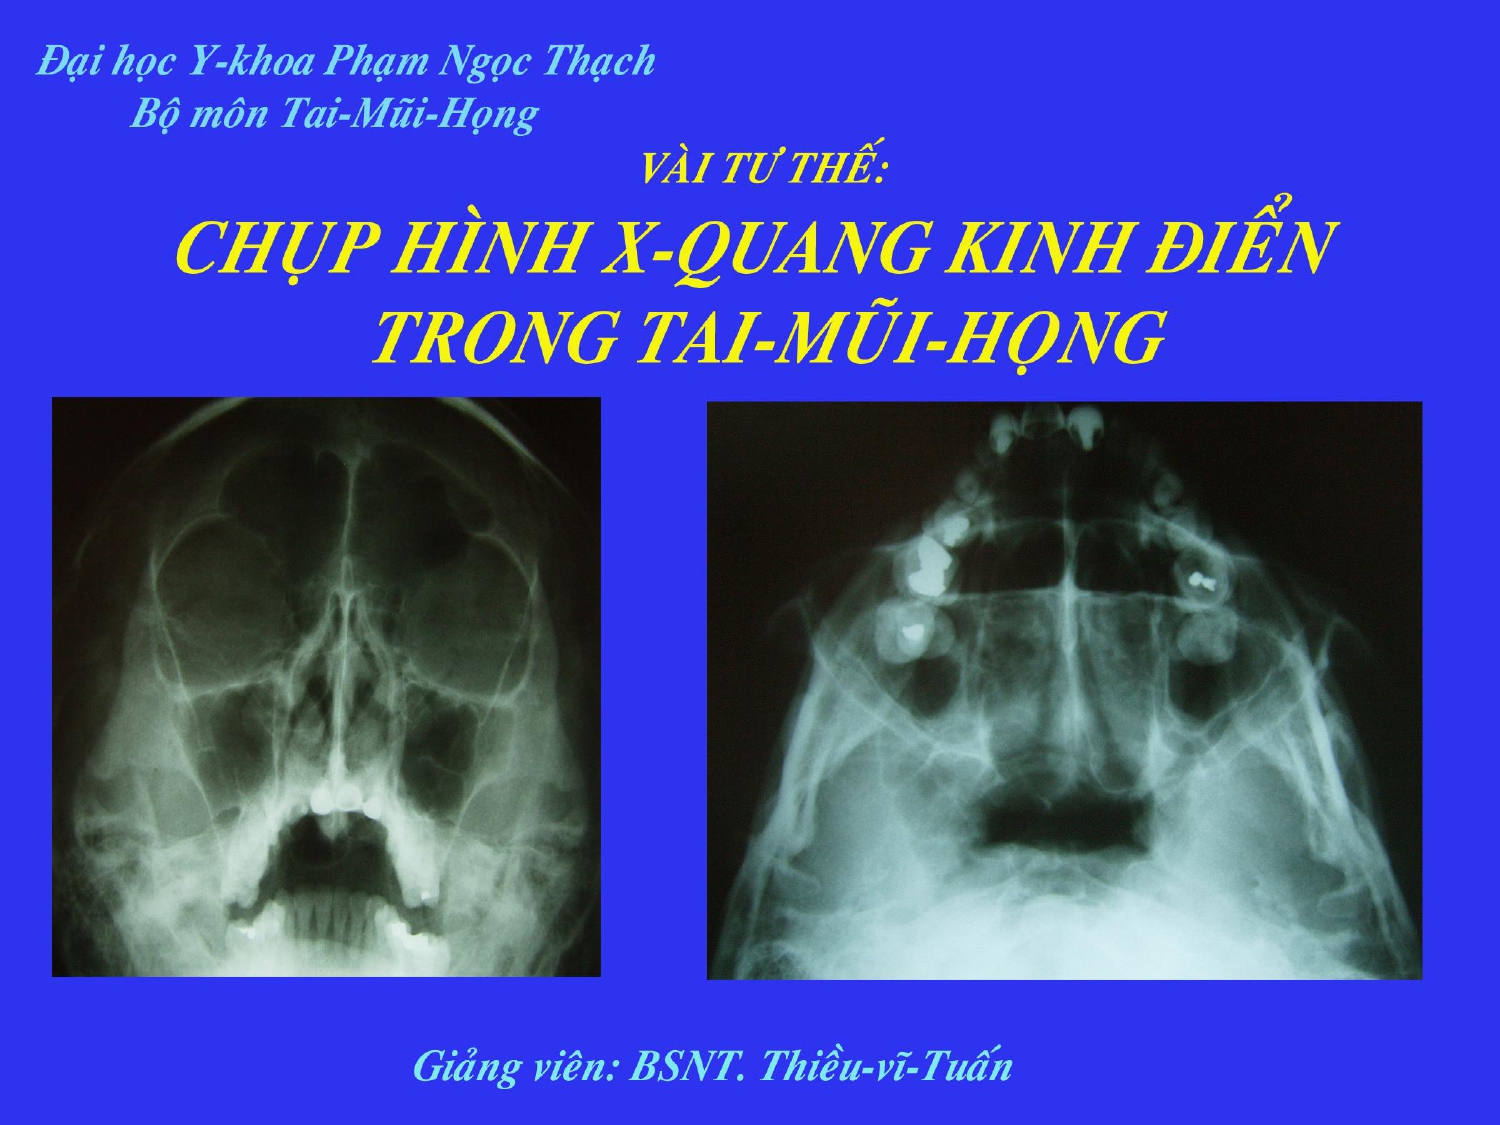 Đại học Y-khoa Phạm Ngọc Thạch
Bộ môn Tai-Mũi-Họng
VÀI TƯ THẾ:
CHỤP HÌNH X-QUANG KINH ĐIỂN
TRONG TAI-MŨI-HỌNG
Giảng viên: BSNT. Thiều-vĩ-Tuấn